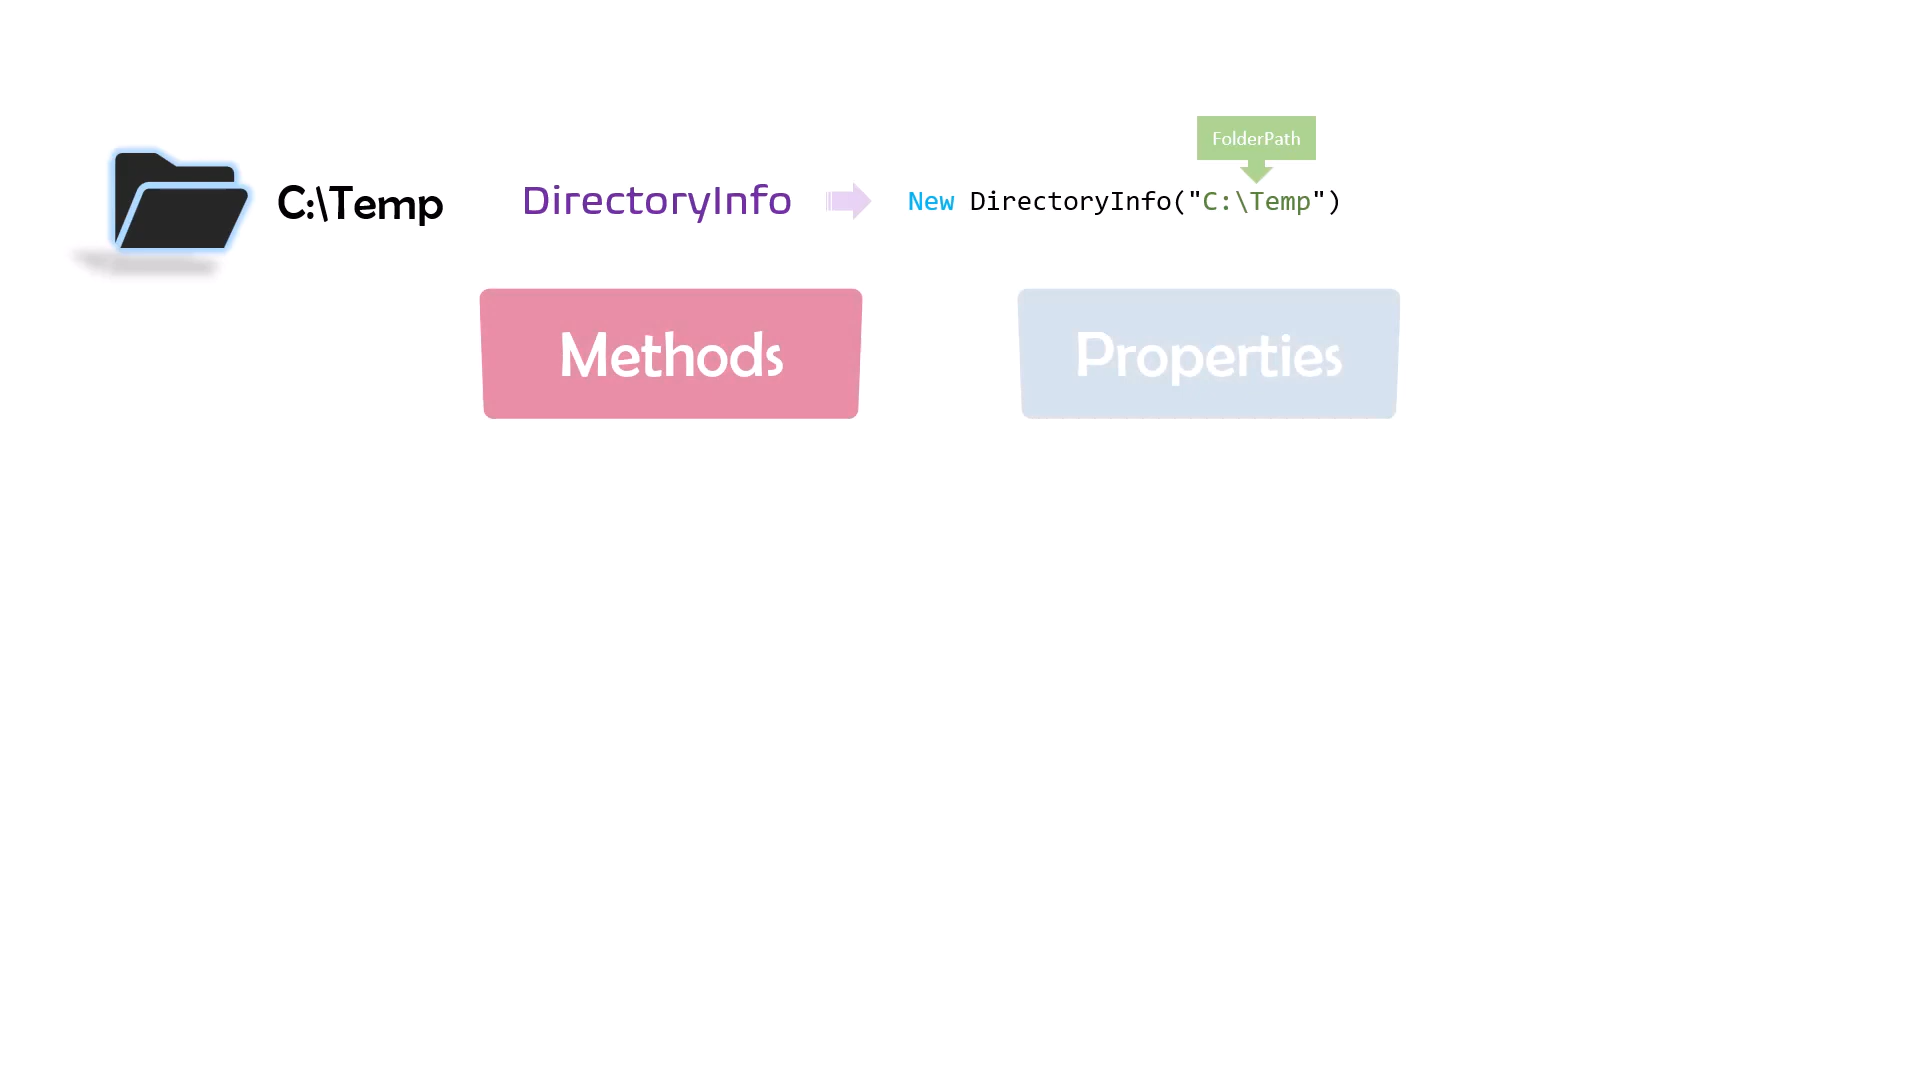 FolderPath
C:\Temp
DirectoryInfo
New DirectoryInfo("C:\Temp")
Methods
Properties